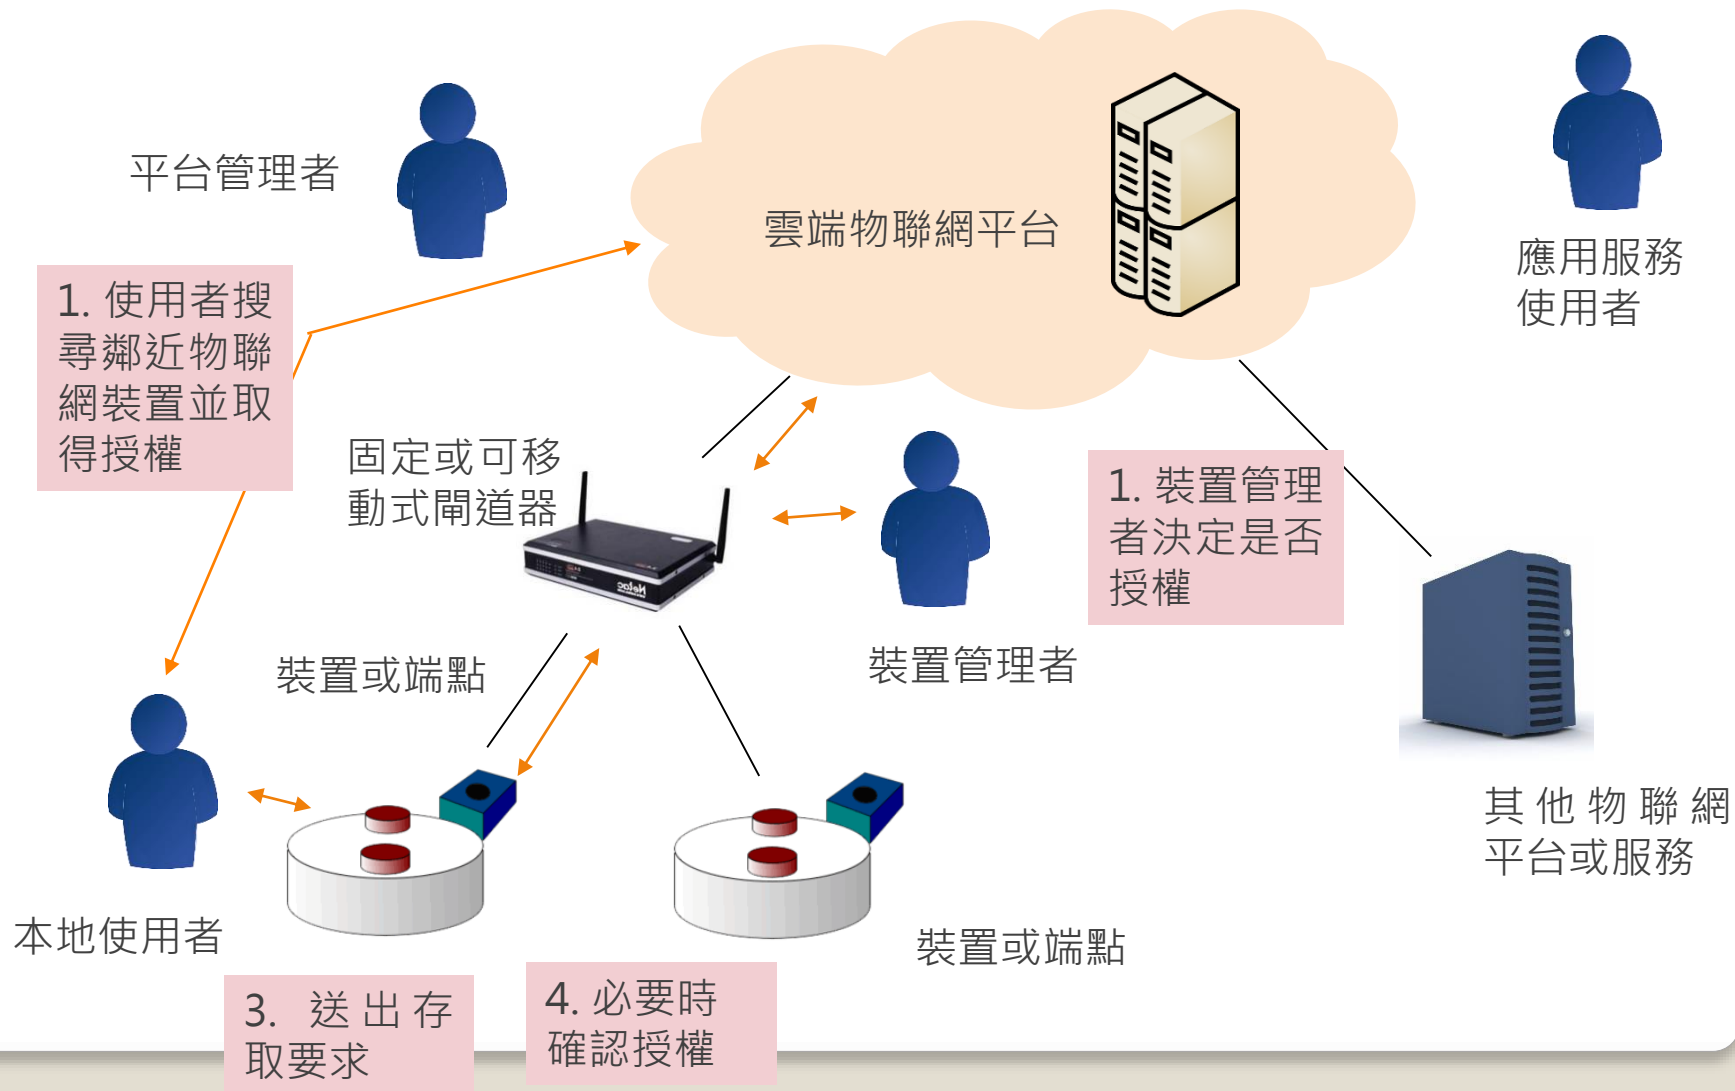 平台管理者
雲端物聯網平台
應用服務
使用者
1. 使用者搜
尋鄰近物聯
網裝置並取
得授權
固定或可移
動式閘道器
1. 裝置管理
者決定是否
授權
Netac
裝置或端點
裝置管理者
其他物聯網
平台或服務
本地使用者
裝置或端點
3. 送出存
取要求
4. 必要時
確認授權